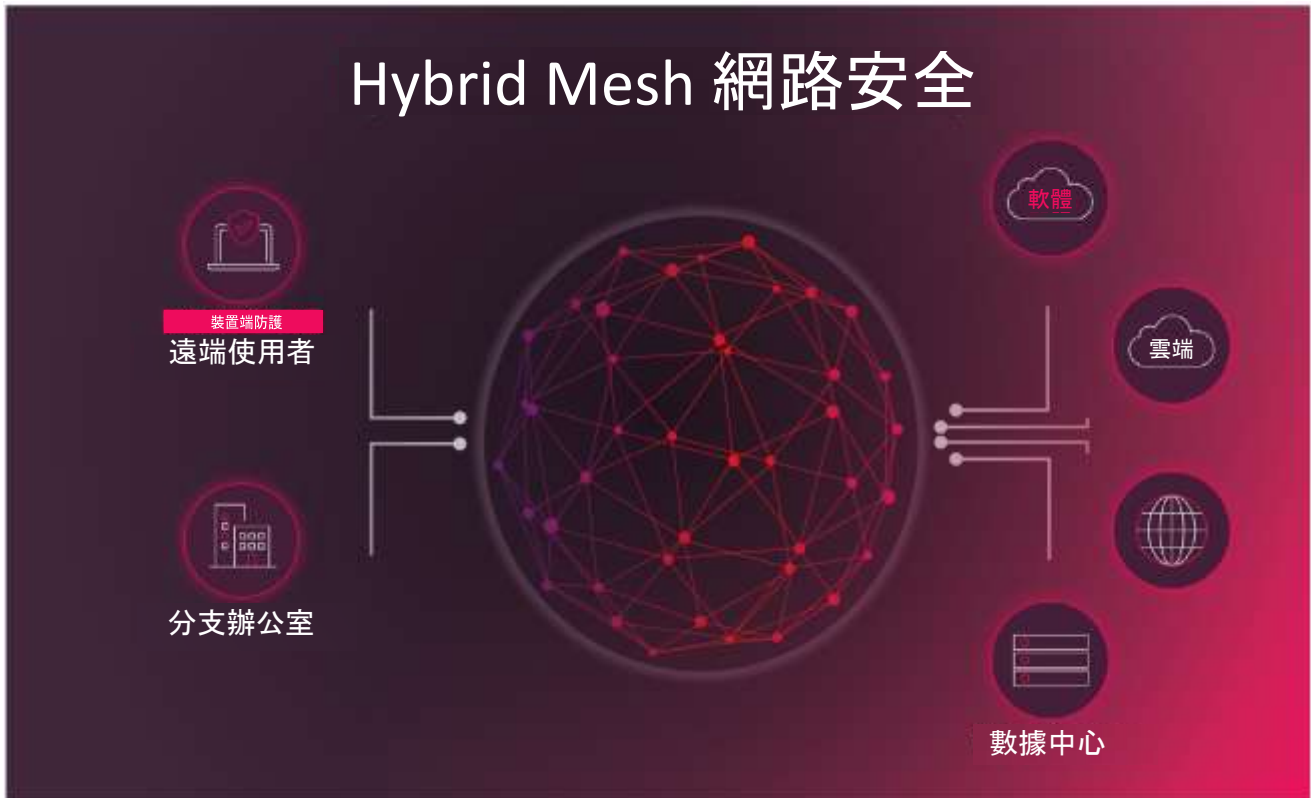 Hybrid Mesh 網路安全
裝置端防護
遠端使用者
分支辦公室
軟體
雲端
數據中心